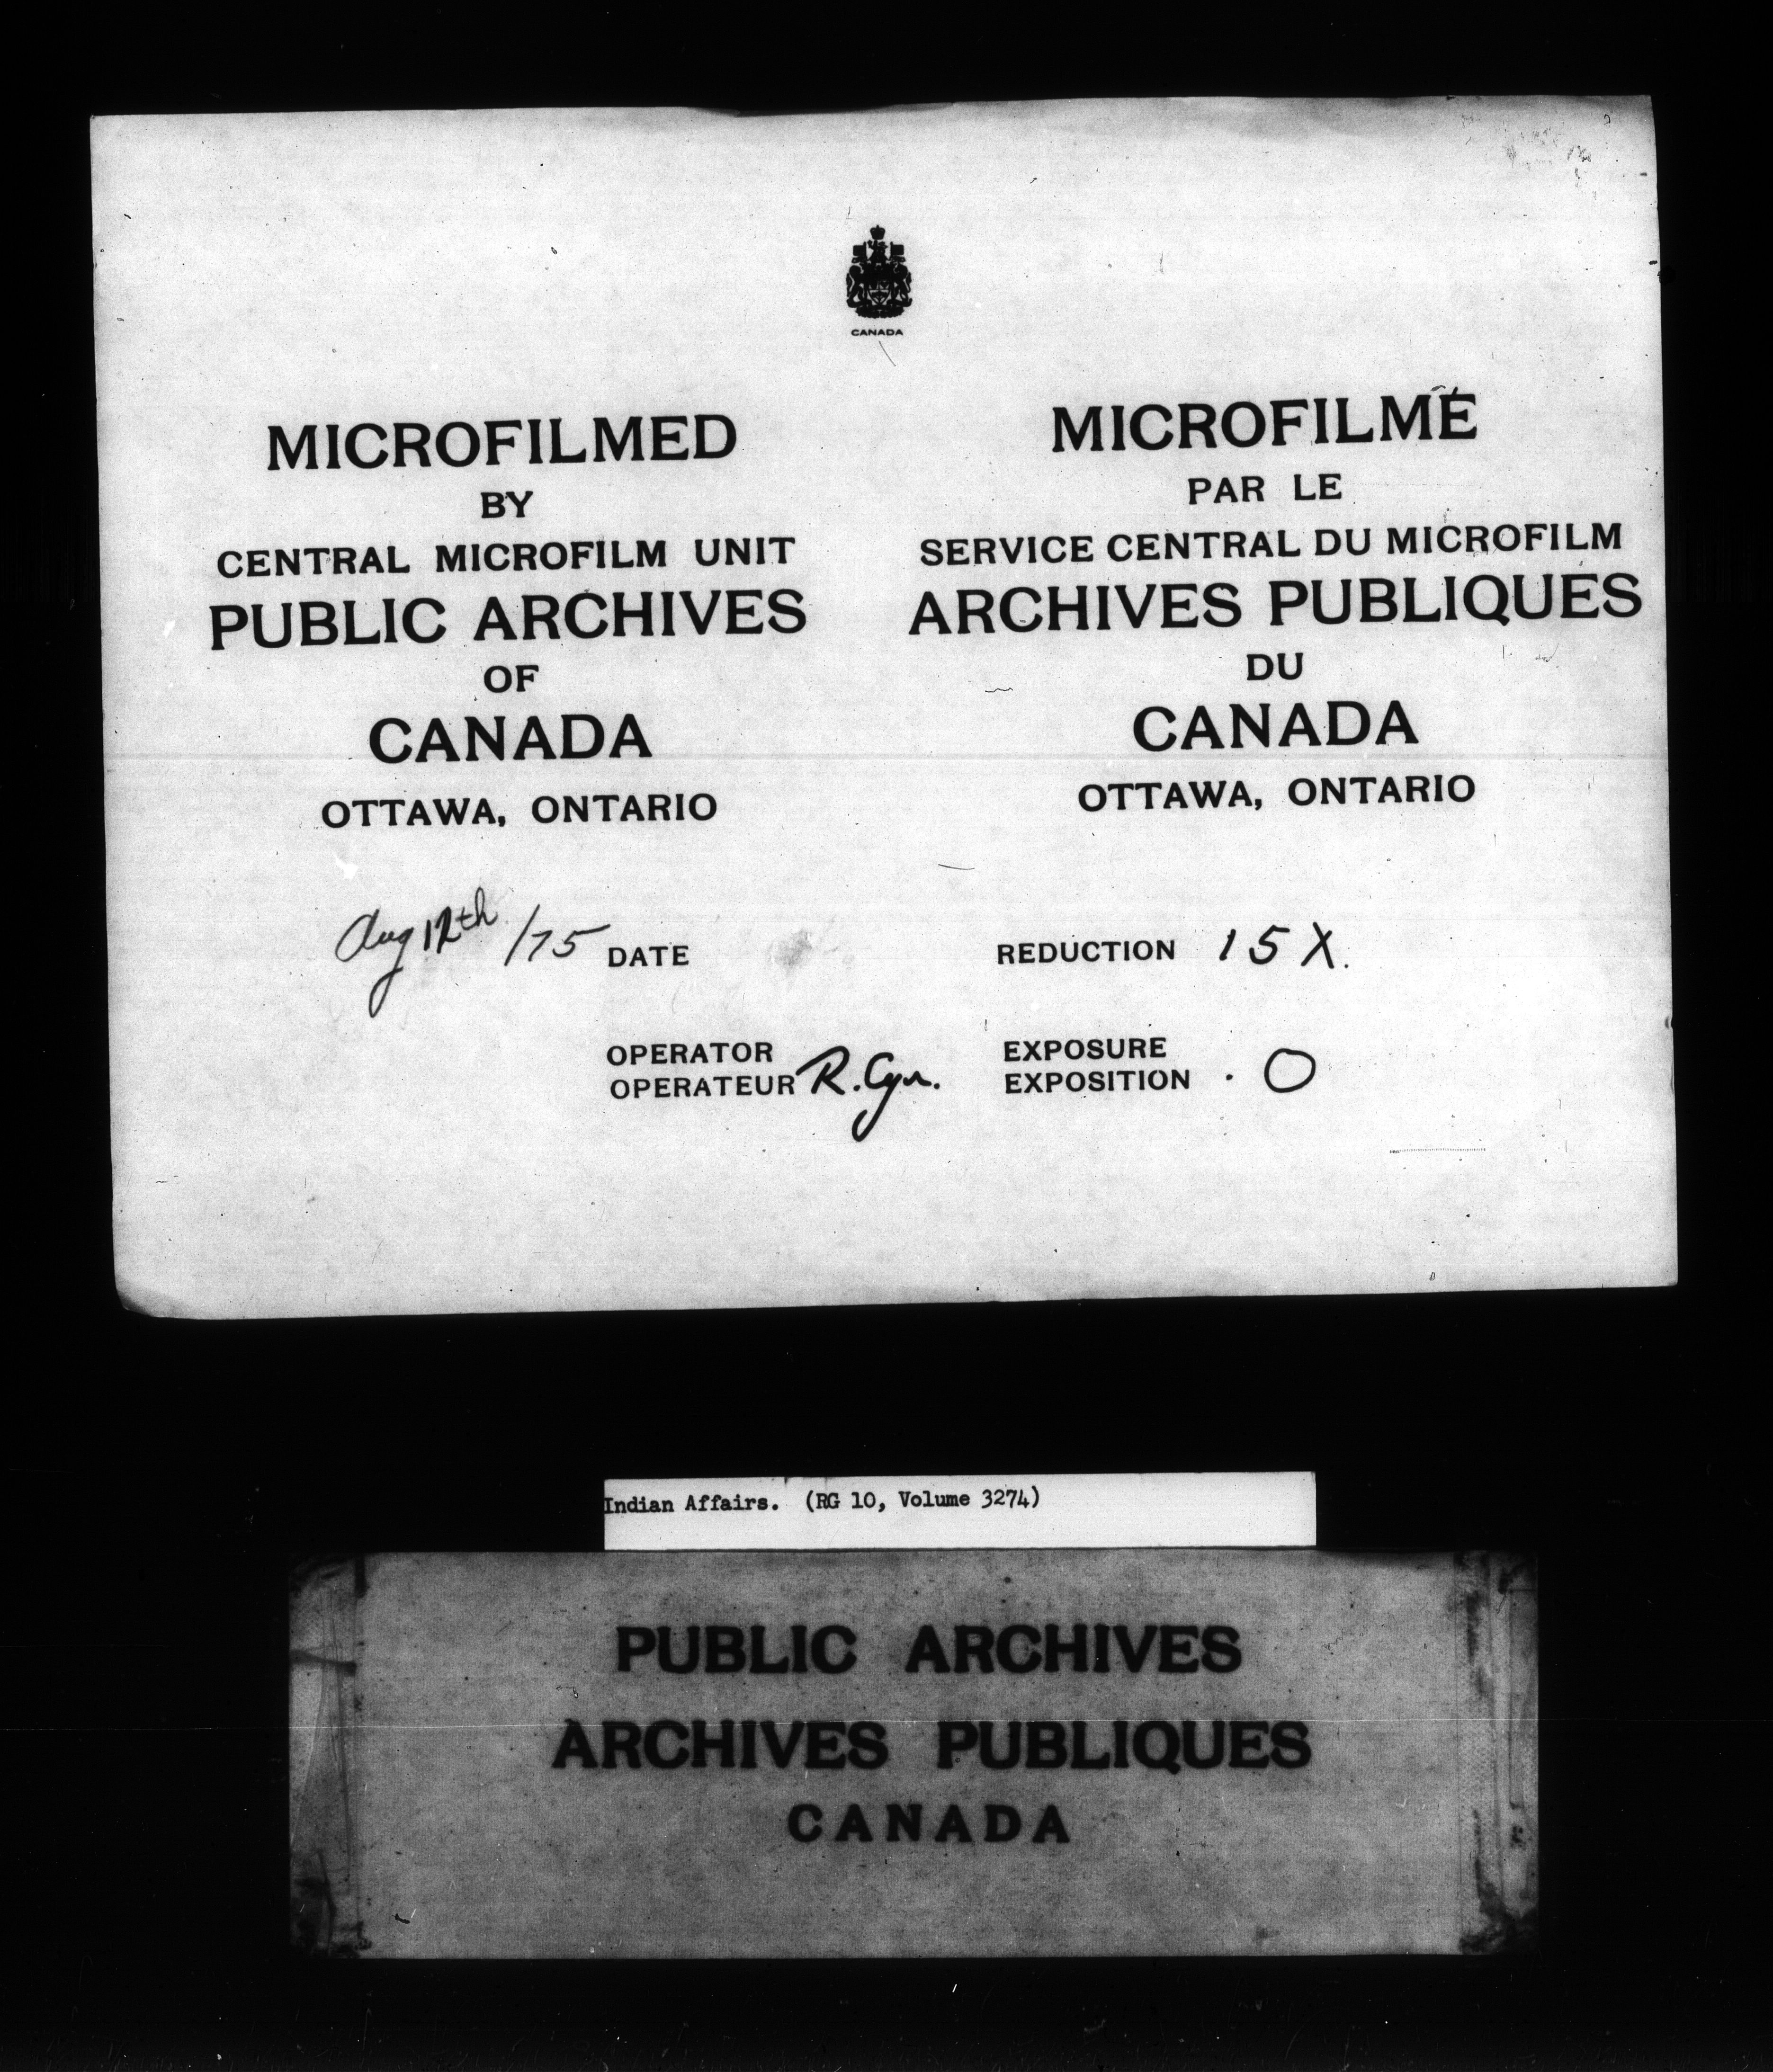 CANADA
MICROFILMED
BY
CENTRAL MICROFILM UNIT
PUBLIC ARCHIVES
OF
CANADA
OTTAWA, ONTARIO
MICROFILMÉ
PAR LE
SERVICE CENTRAL DU MICROFILM
ARCHIVES PUBLIQUES
DU
CANADA
OTTAWA, ONTARIO
Aug 12th /75 DATE
REDUCTION 15 X.
OPERATOR
OPERATEUR R. Cyr.
EXPOSURE
EXPOSITION . O
Indian Affairs. (RG 10, Volume 3274)
PUBLIC ARCHIVES
ARCHIVES PUBLIQUES
CANADA